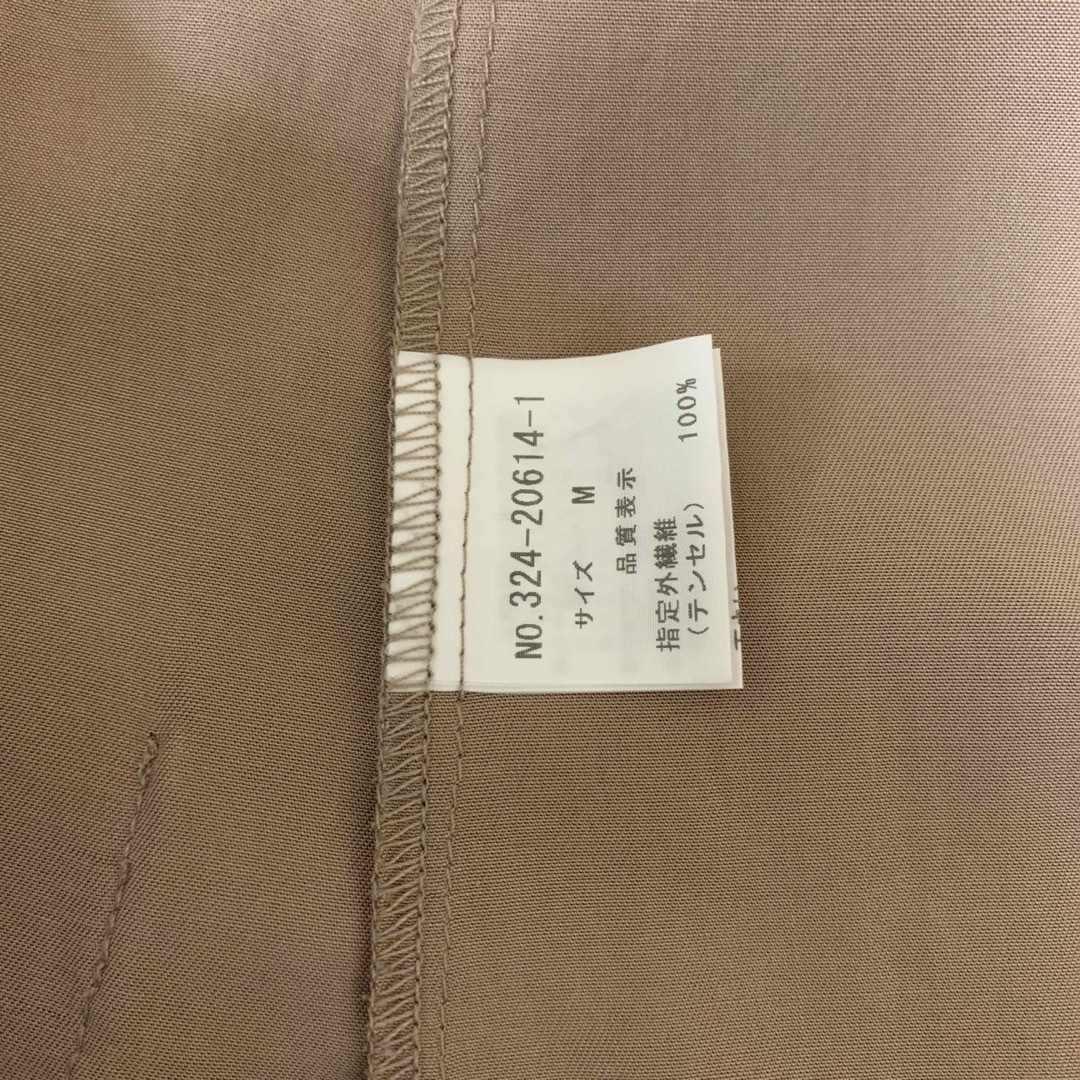 NO.324-20614-1
サイズ M
品質表示
指定外繊維 100%
(テンセル)